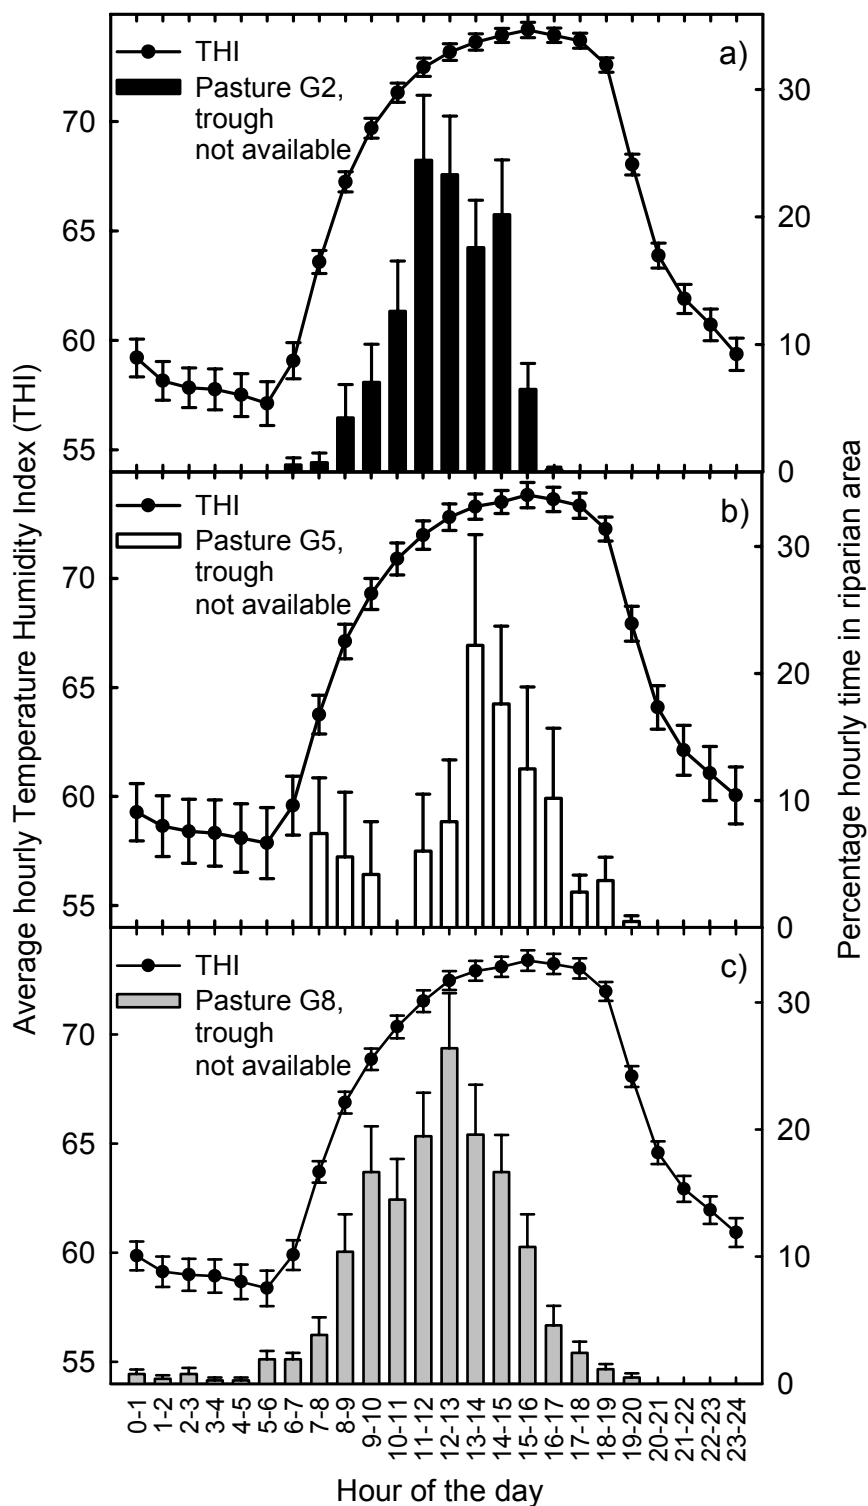 Average hourly Temperature Humidity Index (THI)
THI
Pasture G2,
trough
not available
a)
70
65
60
55
30
20
10
0
THI
Pasture G5,
trough
not available
b)
70
65
60
55
30
20
10
0
THI
Pasture G8,
trough
not available
c)
70
65
60
55
30
20
10
0
Percentage hourly time in riparian area
0-1
1-2
2-3
3-4
4-5
5-6
6-7
7-8
8-9
9-10
10-11
11-12
12-13
13-14
14-15
15-16
16-17
17-18
18-19
19-20
20-21
21-22
22-23
23-24
Hour of the day